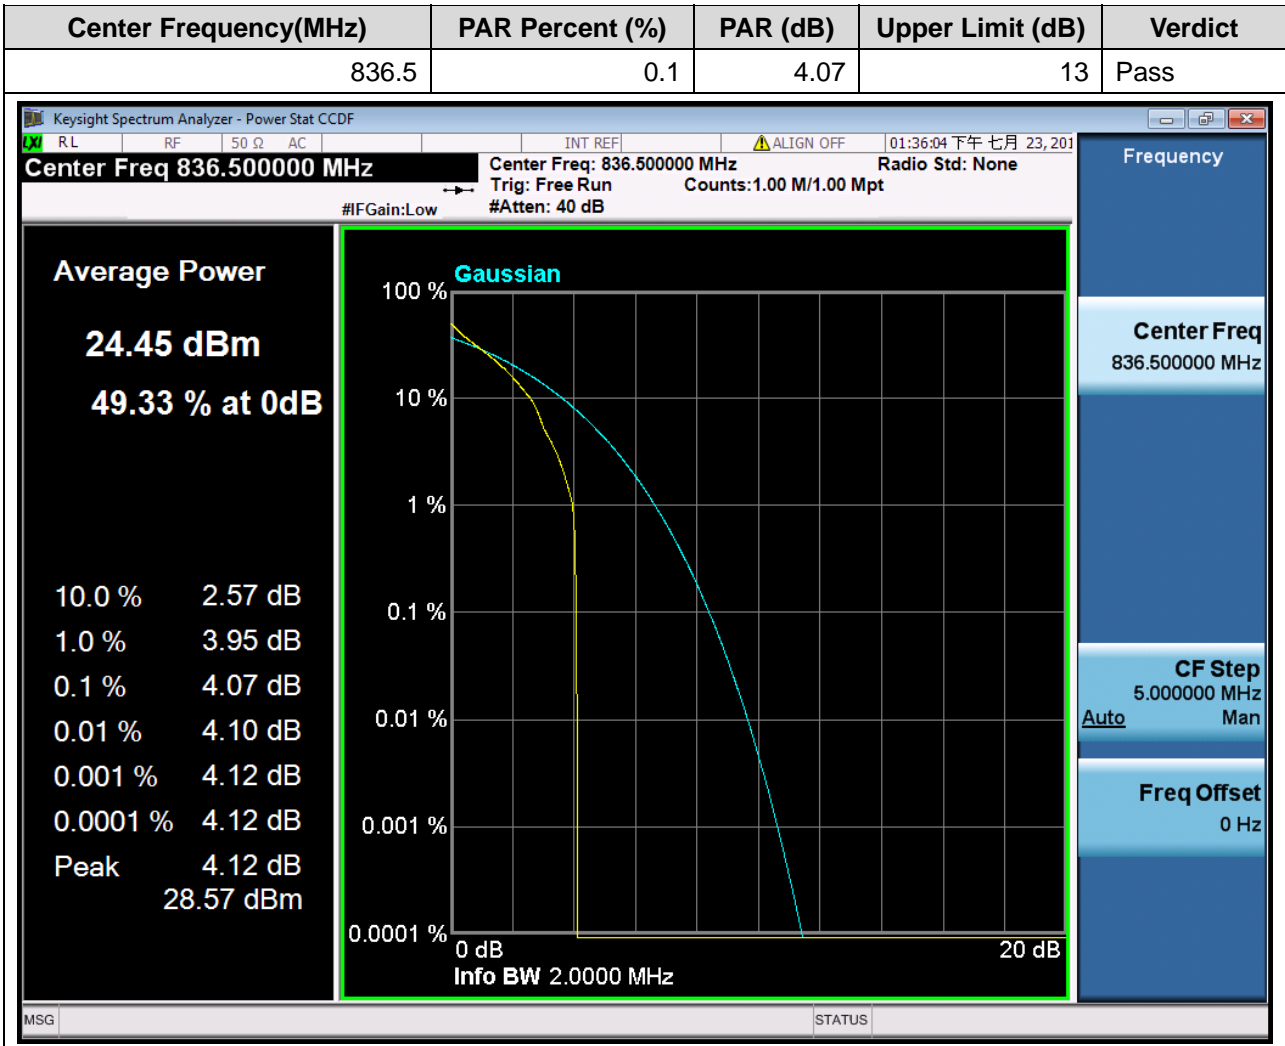 Center Frequency(MHz) PAR Percent (%) PAR (dB) Upper Limit (dB) Verdict
836.5 0.1 4.07 13 Pass
Keysight Spectrum Analyzer - Power Stat CCDF
LXI RL RF 50 Ω AC INT REF ALIGN OFF 01:36:04 下午 七月 23, 201
Center Freq 836.500000 MHz
Center Freq: 836.500000 MHz Radio Std: None
Trig: Free Run Counts:1.00 M/1.00 Mpt
#IFGain:Low #Atten: 40 dB
Frequency
Average Power
24.45 dBm
49.33 % at 0dB
10.0 % 2.57 dB
1.0 % 3.95 dB
0.1 % 4.07 dB
0.01 % 4.10 dB
0.001 % 4.12 dB
0.0001 % 4.12 dB
Peak 4.12 dB
28.57 dBm
Gaussian
100 %
10 %
1 %
0.1 %
0.01 %
0.001 %
0.0001 %
0 dB 20 dB
Info BW 2.0000 MHz
Center Freq
836.500000 MHz
CF Step
5.000000 MHz
Auto Man
Freq Offset
0 Hz
MSG STATUS